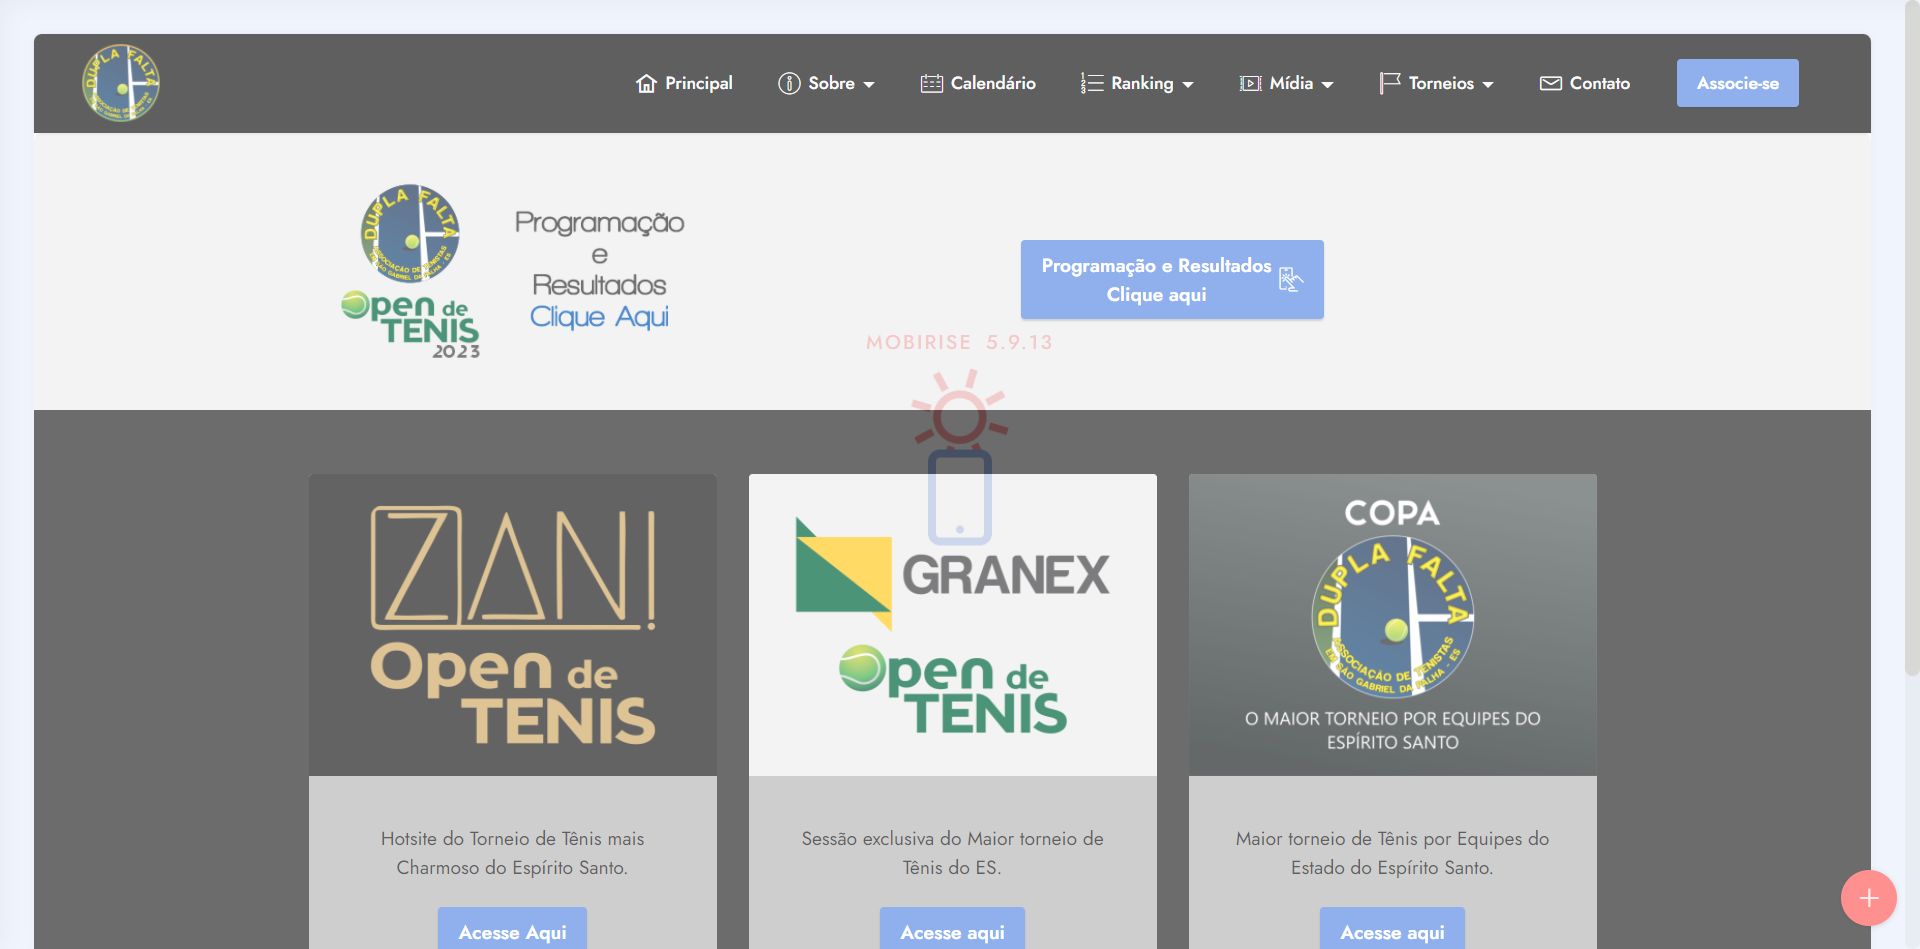 DUPLA FALTA
ASSOCIAÇÃO DE TENISTAS
Principal
Sobre
Calendário
Ranking
Mídia
Torneios
Contato
Associe-se
DUPLA FALTA
ASSOCIAÇÃO DE TENISTAS
EM SÃO GABRIEL DA PALHA - ES
Open de
TENIS
2023
Programação
e
Resultados
Clique Aqui
Programação e Resultados
Clique aqui
MOBIRISE 5.9.13
ZANI
Open de
TENIS
GRANEX
Open de
TENIS
COPA
DUPLA FALTA
ASSOCIAÇÃO DE TENISTAS
EM SÃO GABRIEL DA PALHA - ES
O MAIOR TORNEIO POR EQUIPES DO
ESPÍRITO SANTO
Hotsite do Torneio de Tênis mais
Charmoso do Espírito Santo.
Acesse Aqui
Sessão exclusiva do Maior torneio de
Tênis do ES.
Acesse aqui
Maior torneio de Tênis por Equipes do
Estado do Espírito Santo.
Acesse aqui